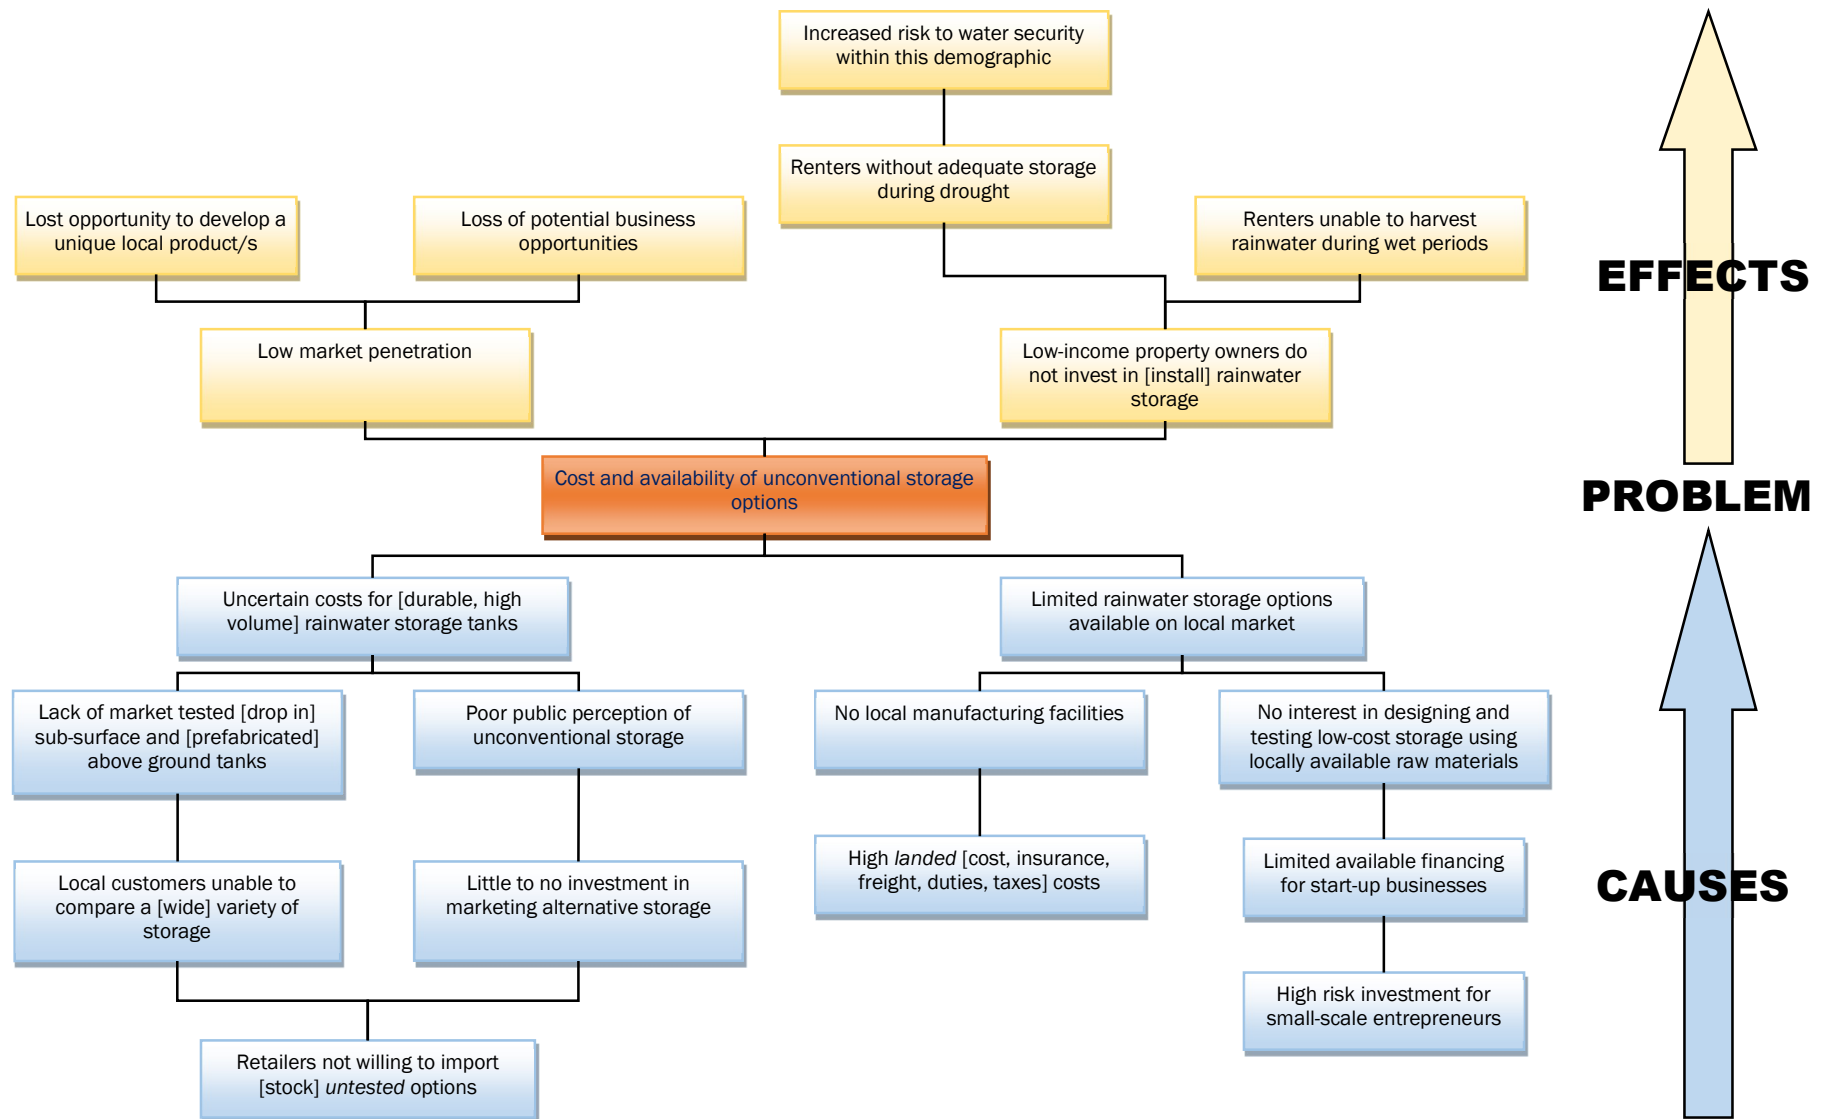 Increased risk to water security
within this demographic
Renters without adequate storage
during drought
Lost opportunity to develop a
unique local product/s
Loss of potential business
opportunities
Renters unable to harvest
rainwater during wet periods
EFFECTS
Low market penetration
Low-income property owners do
not invest in [install] rainwater
storage
Cost and availability of unconventional storage
options
PROBLEM
Uncertain costs for [durable, high
volume] rainwater storage tanks
Limited rainwater storage options
available on local market
Lack of market tested [drop in]
sub-surface and [prefabricated]
above ground tanks
Poor public perception of
unconventional storage
No local manufacturing facilities
No interest in designing and
testing low-cost storage using
locally available raw materials
Local customers unable to
compare a [wide] variety of
storage
Little to no investment in
marketing alternative storage
High landed [cost, insurance,
freight, duties, taxes] costs
Limited available financing
for start-up businesses
CAUSES
High risk investment for
small-scale entrepreneurs
Retailers not willing to import
[stock] untested options